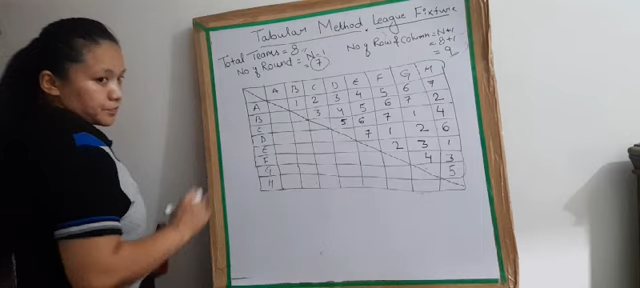 Tabular Method League Fixture
Total Teams = 8
No of Round = N-1
= 7
No of Row & Column = N+1
= 8+1
= 9
A B C D E F G H
A 1 2 3 4 5 6 7
B 3 4 5 6 7 2
C 5 6 7 1 4
D 7 1 2 6
E 2 3 1
F 4 3
G 5
H